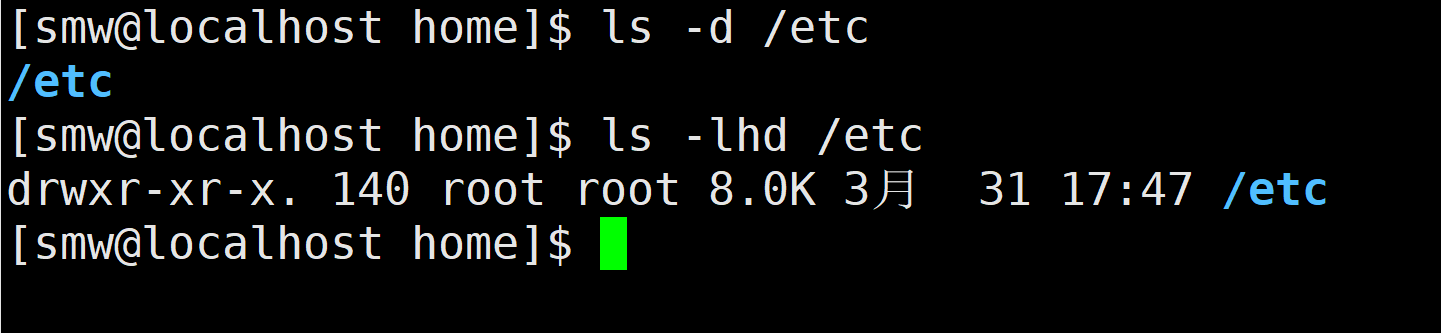 [smw@localhost home]$ ls -d /etc
/etc
[smw@localhost home]$ ls -lhd /etc
drwxr-xr-x. 140 root root 8.0K 3月  31 17:47 /etc
[smw@localhost home]$